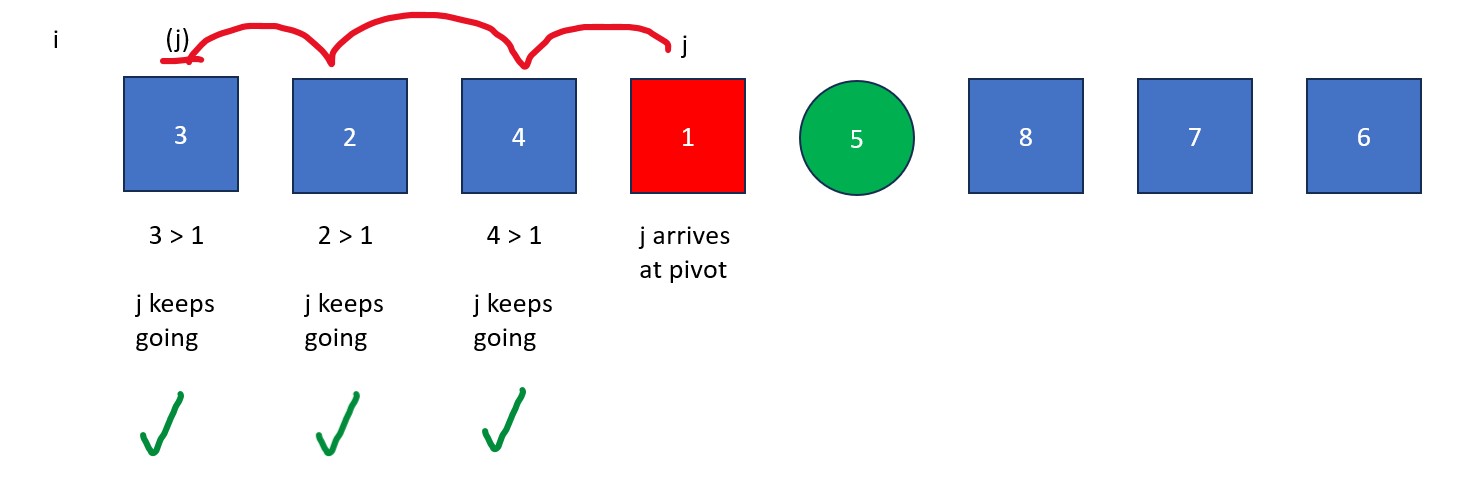 i (j) j
3 2 4 1 5 8 7 6
3 > 1 2 > 1 4 > 1 j arrives
at pivot
j keeps j keeps j keeps
going going going